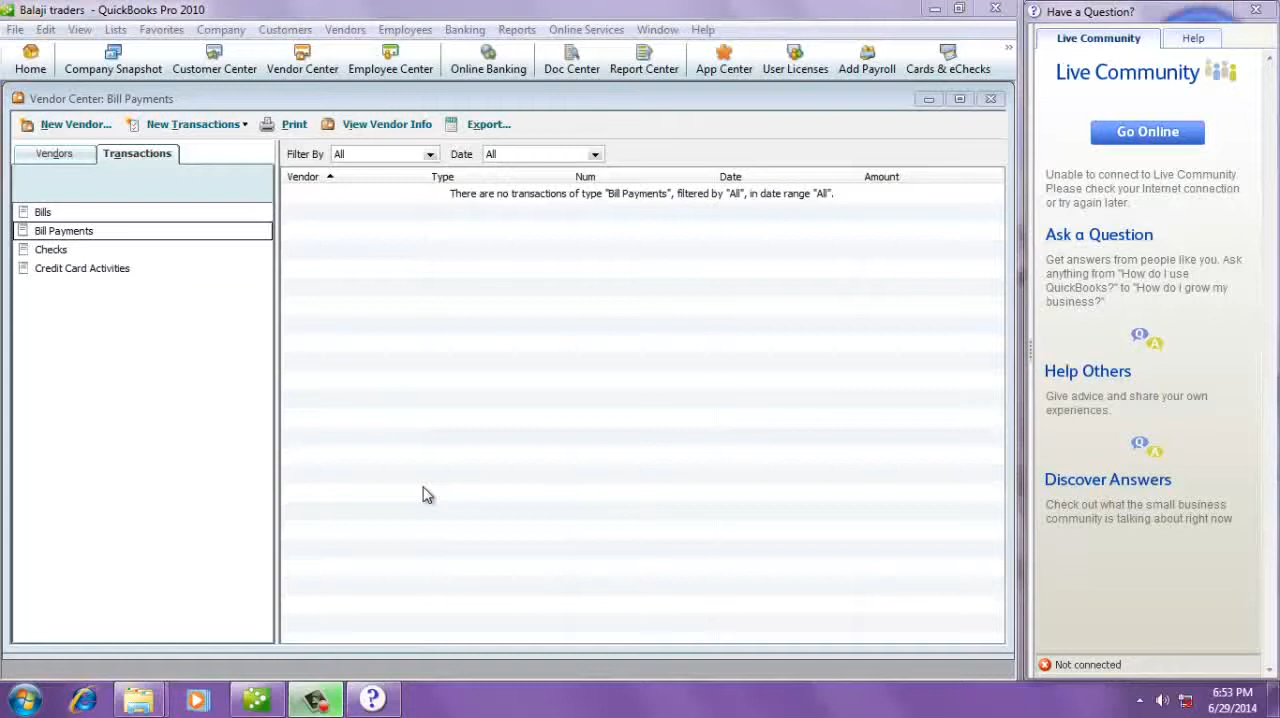 Balaji traders - QuickBooks Pro 2010
File Edit View Lists Favorites Company Customers Vendors Employees Banking Reports Online Services Window Help
Home Company Snapshot Customer Center Vendor Center Employee Center Online Banking Doc Center Report Center App Center User Licenses Add Payroll Cards & eChecks »
Vendor Center: Bill Payments
New Vendor... New Transactions Print View Vendor Info Export...
Vendors Transactions
Bills
Bill Payments
Checks
Credit Card Activities
Filter By All Date All
Vendor Type Num Date Amount
There are no transactions of type "Bill Payments", filtered by "All", in date range "All".
Have a Question?
Live Community Help
Live Community
Go Online
Unable to connect to Live Community
Please check your Internet connection
or try again later.
Ask a Question
Get answers from people like you. Ask
anything from "How do I use
QuickBooks?" to "How do I grow my
business?"
Q A
Help Others
Give advice and share your own
experiences.
Q A
Discover Answers
Check out what the small business
community is talking about right now
Not connected
6:53 PM
6/29/2014